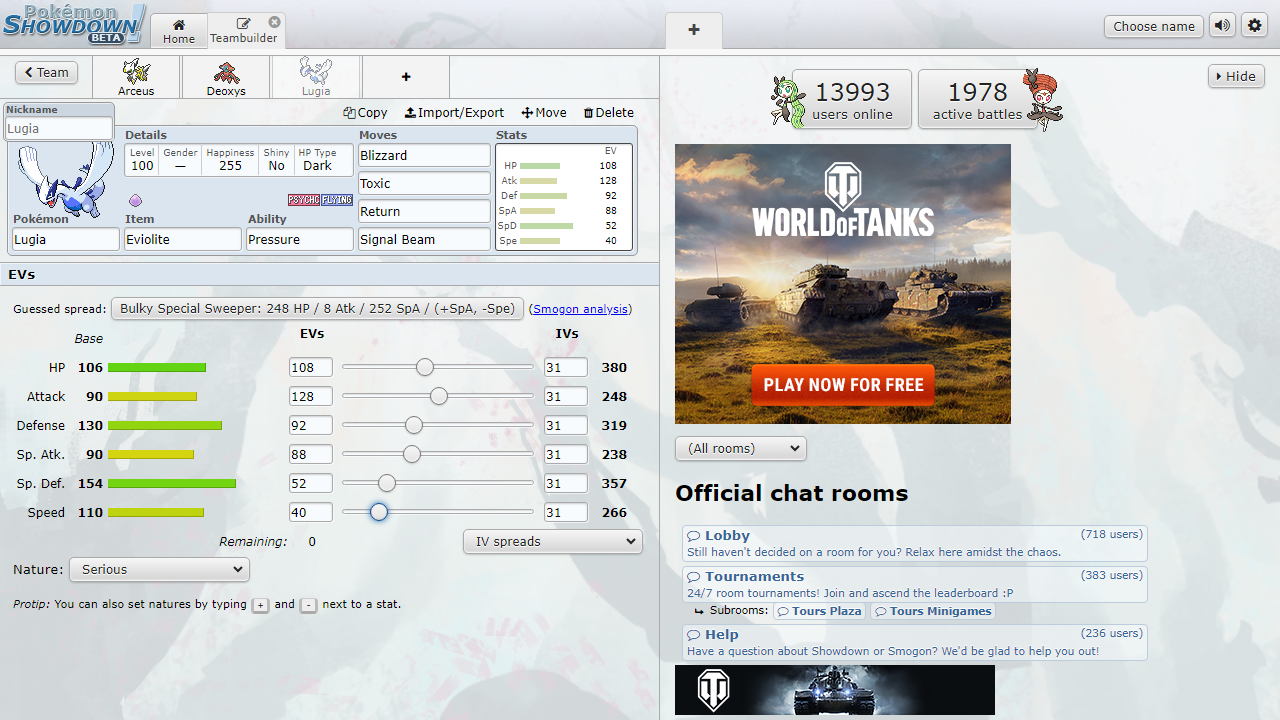 Pokémon
SHOWDOWN!
BETA
Home
Teambuilder
+
Choose name
Team
Arceus
Deoxys
Lugia
+
Nickname
Lugia
Copy
Import/Export
Move
Delete
Details
Level Gender Happiness Shiny HP Type
100 — 255 No Dark
PSYCHC FLYING
Pokémon
Lugia
Item
Eviolite
Ability
Pressure
Moves
Blizzard
Toxic
Return
Signal Beam
Stats
EV
HP 108
Atk 128
Def 92
SpA 88
SpD 52
Spe 40
EVs
Guessed spread: Bulky Special Sweeper: 248 HP / 8 Atk / 252 SpA / (+SpA, -Spe) (Smogon analysis)
Base EVs IVs
HP 106 108 31 380
Attack 90 128 31 248
Defense 130 92 31 319
Sp. Atk. 90 88 31 238
Sp. Def. 154 52 31 357
Speed 110 40 31 266
Remaining: 0
IV spreads
Nature: Serious
Protip: You can also set natures by typing + and - next to a stat.
Hide
13993
users online
1978
active battles
WORLD OF TANKS
PLAY NOW FOR FREE
(All rooms)
Official chat rooms
Lobby (718 users)
Still haven't decided on a room for you? Relax here amidst the chaos.
Tournaments (383 users)
24/7 room tournaments! Join and ascend the leaderboard :P
Subrooms: Tours Plaza Tours Minigames
Help (236 users)
Have a question about Showdown or Smogon? We'd be glad to help you out!